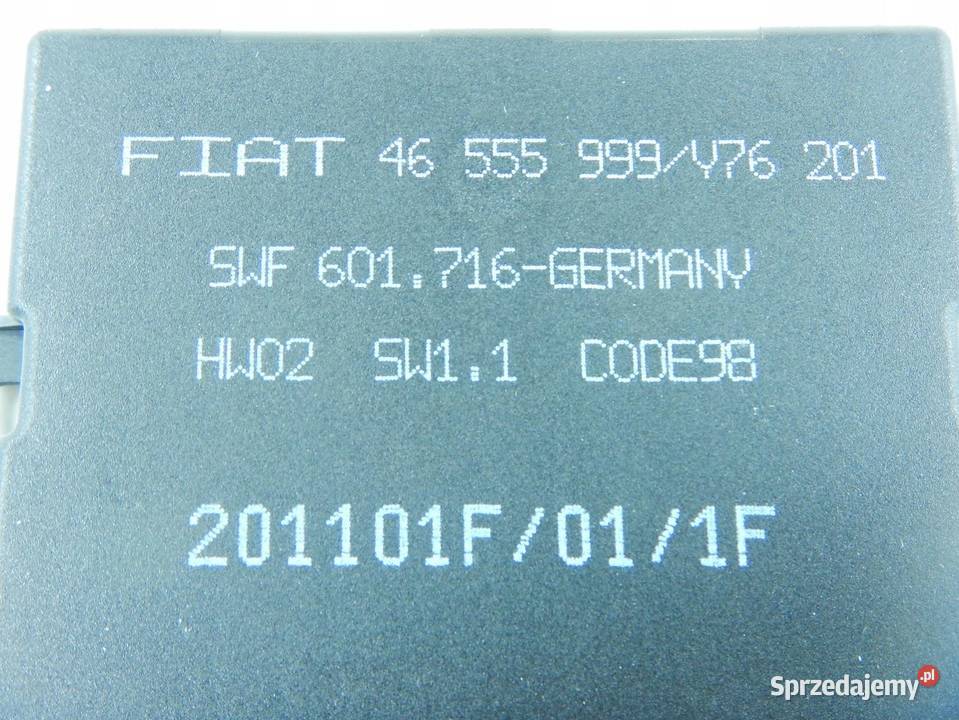 FIAT 46 555 999/Y76 201
SWF 601.716-GERMANY
HW02 SW1.1 CODE98
201101F/01/1F
Sprzedajemy.pl